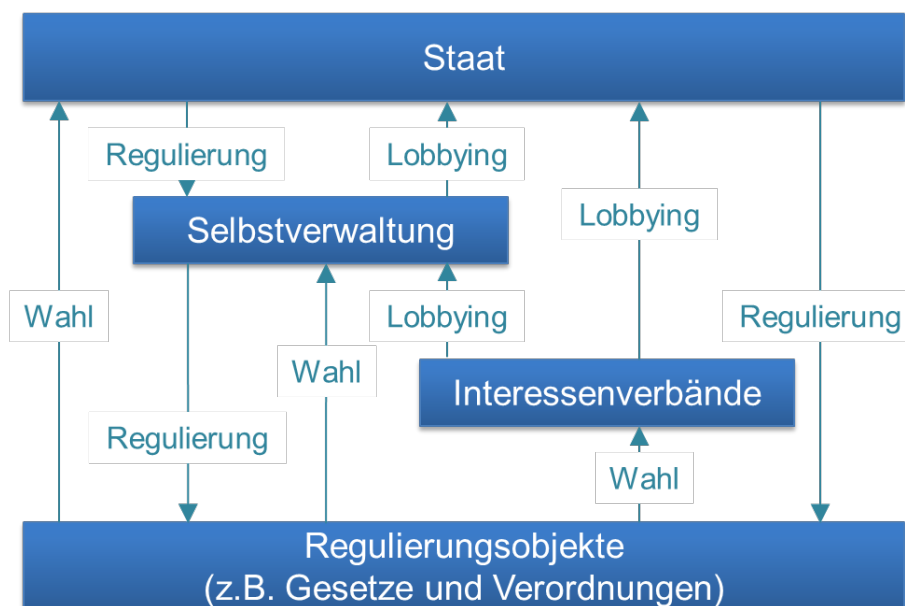 Staat
Regulierung
Lobbying
Selbstverwaltung
Lobbying
Wahl
Lobbying
Regulierung
Wahl
Interessenverbände
Regulierung
Wahl
Regulierungsobjekte
(z.B. Gesetze und Verordnungen)